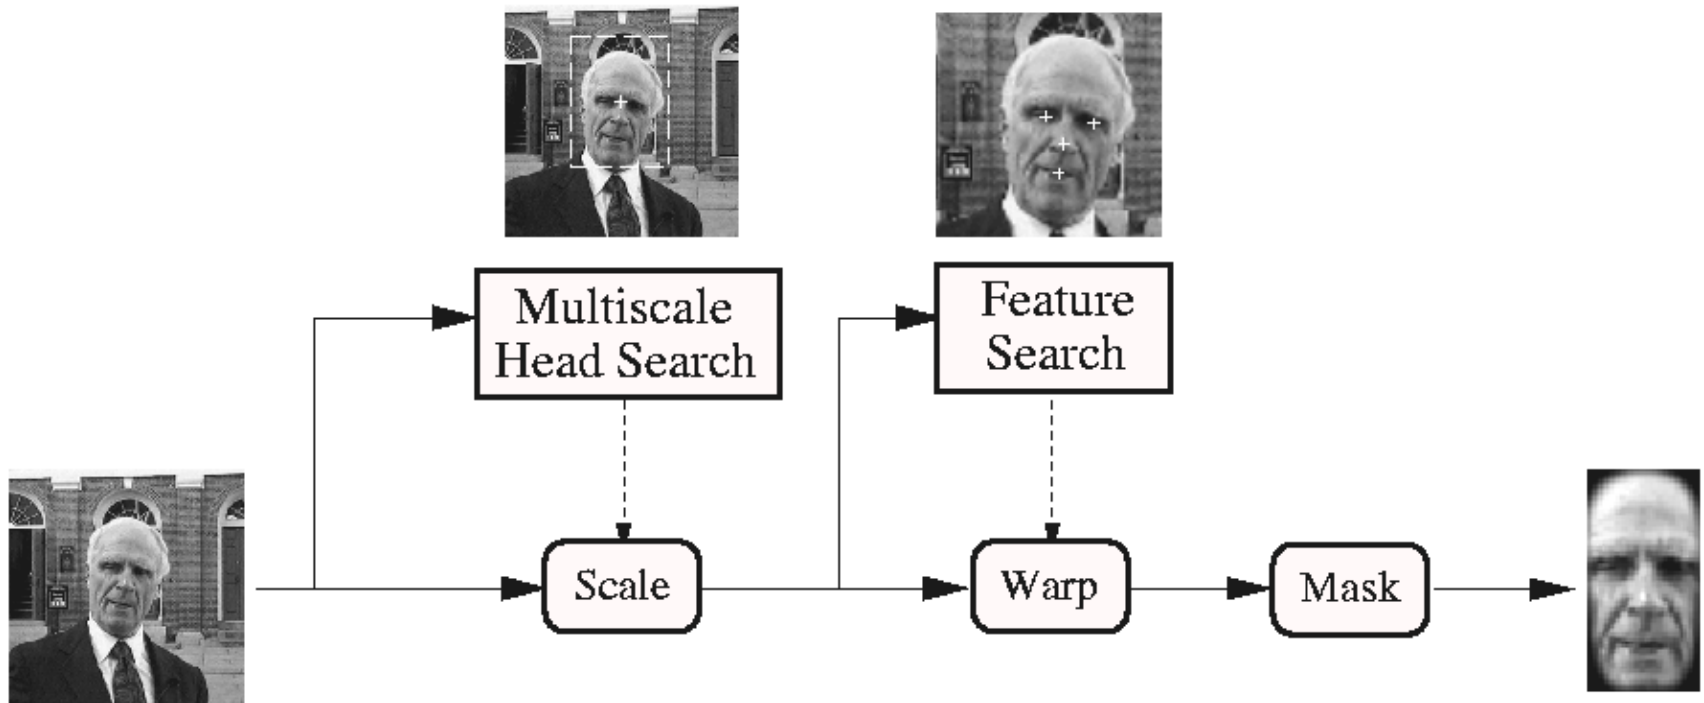 Multiscale
Head Search
Feature
Search
Scale
Warp
Mask